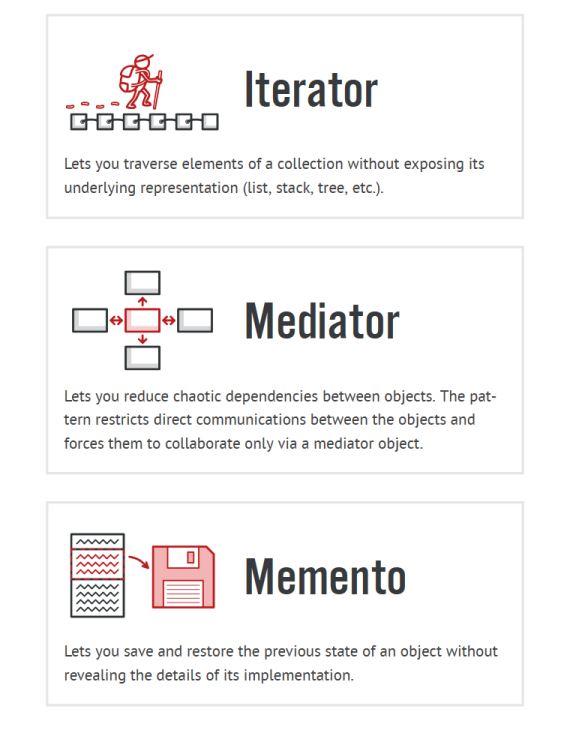 Iterator
Lets you traverse elements of a collection without exposing its
underlying representation (list, stack, tree, etc.).
Mediator
Lets you reduce chaotic dependencies between objects. The pat-
tern restricts direct communications between the objects and
forces them to collaborate only via a mediator object.
Memento
Lets you save and restore the previous state of an object without
revealing the details of its implementation.